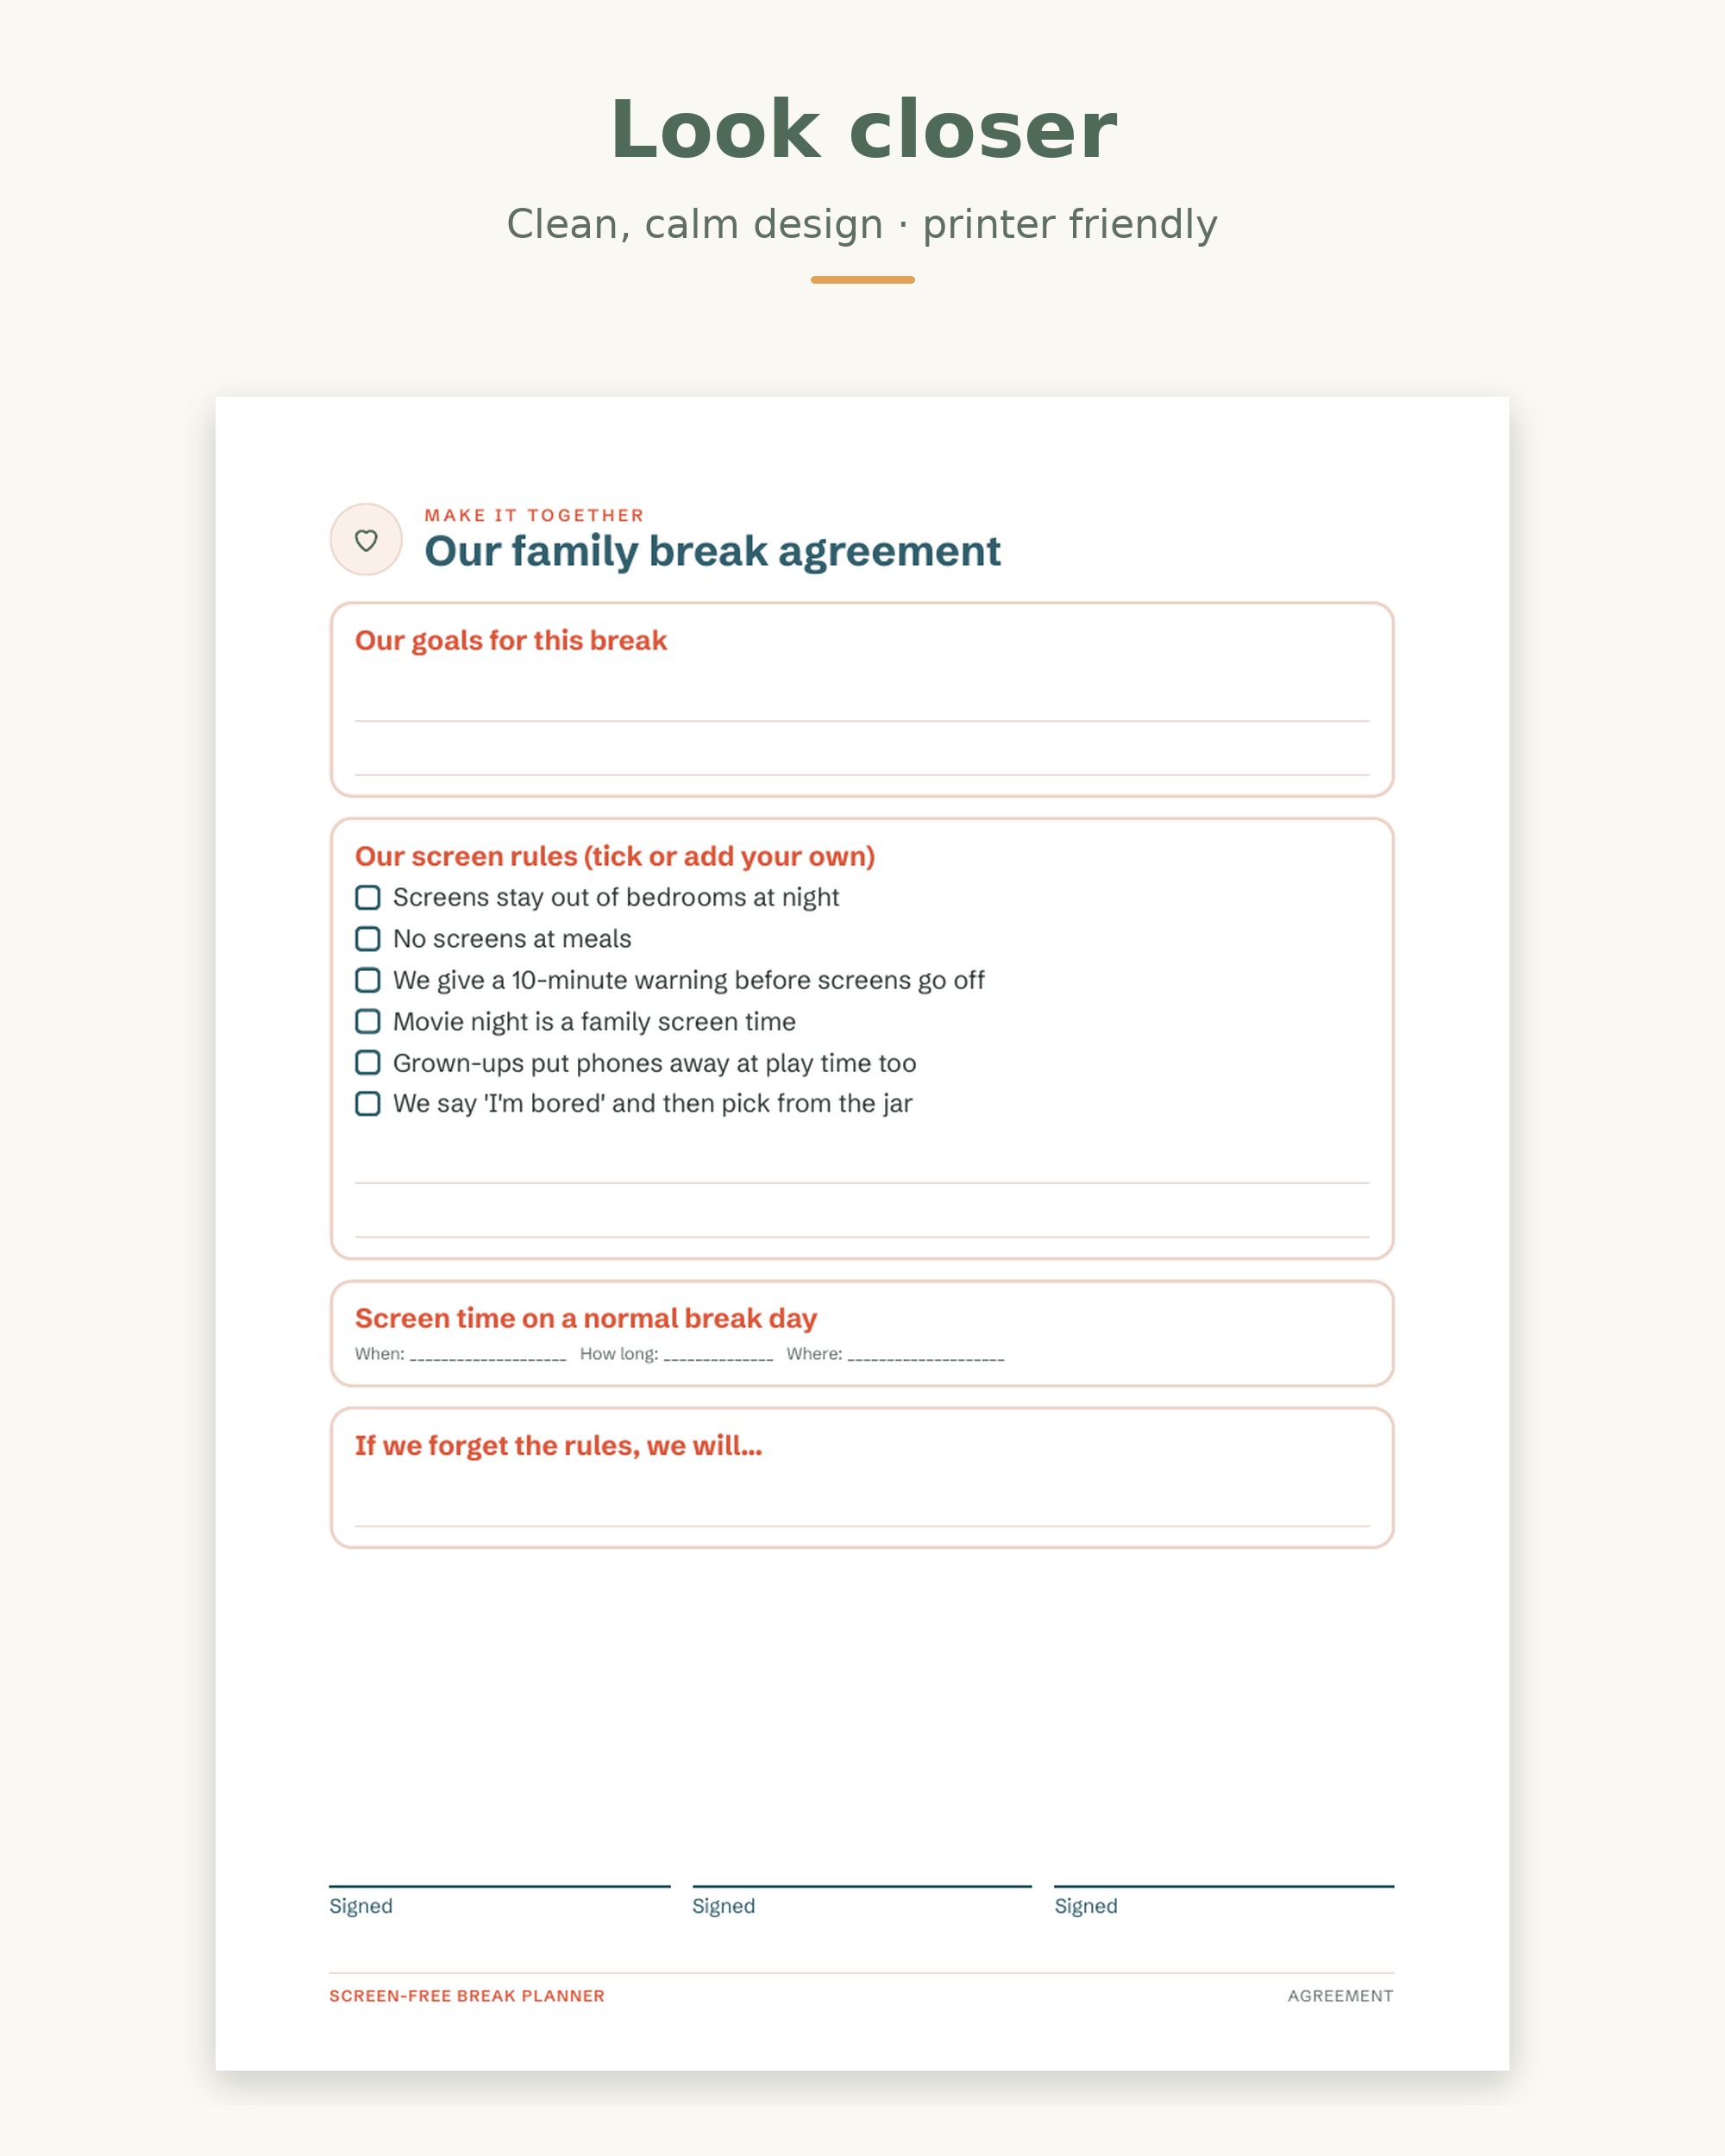 Look closer
Clean, calm design · printer friendly
MAKE IT TOGETHER
Our family break agreement
Our goals for this break
Our screen rules (tick or add your own)
Screens stay out of bedrooms at night
No screens at meals
We give a 10-minute warning before screens go off
Movie night is a family screen time
Grown-ups put phones away at play time too
We say 'I'm bored' and then pick from the jar
Screen time on a normal break day
When: ____________________ How long: ______________ Where: ____________________
If we forget the rules, we will...
Signed Signed Signed
SCREEN-FREE BREAK PLANNER AGREEMENT